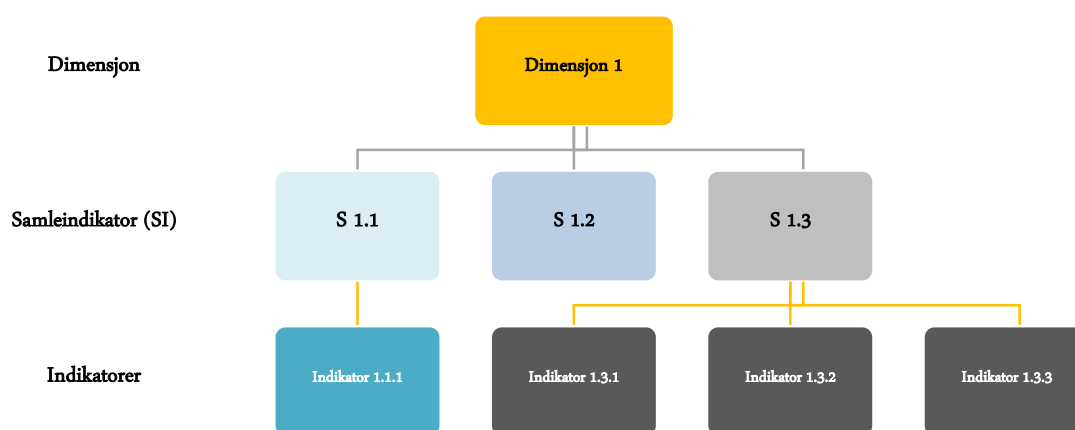 Dimensjon
Dimensjon 1
Samleindikator (SI)
S 1.1
S 1.2
S 1.3
Indikatorer
Indikator 1.1.1
Indikator 1.3.1
Indikator 1.3.2
Indikator 1.3.3